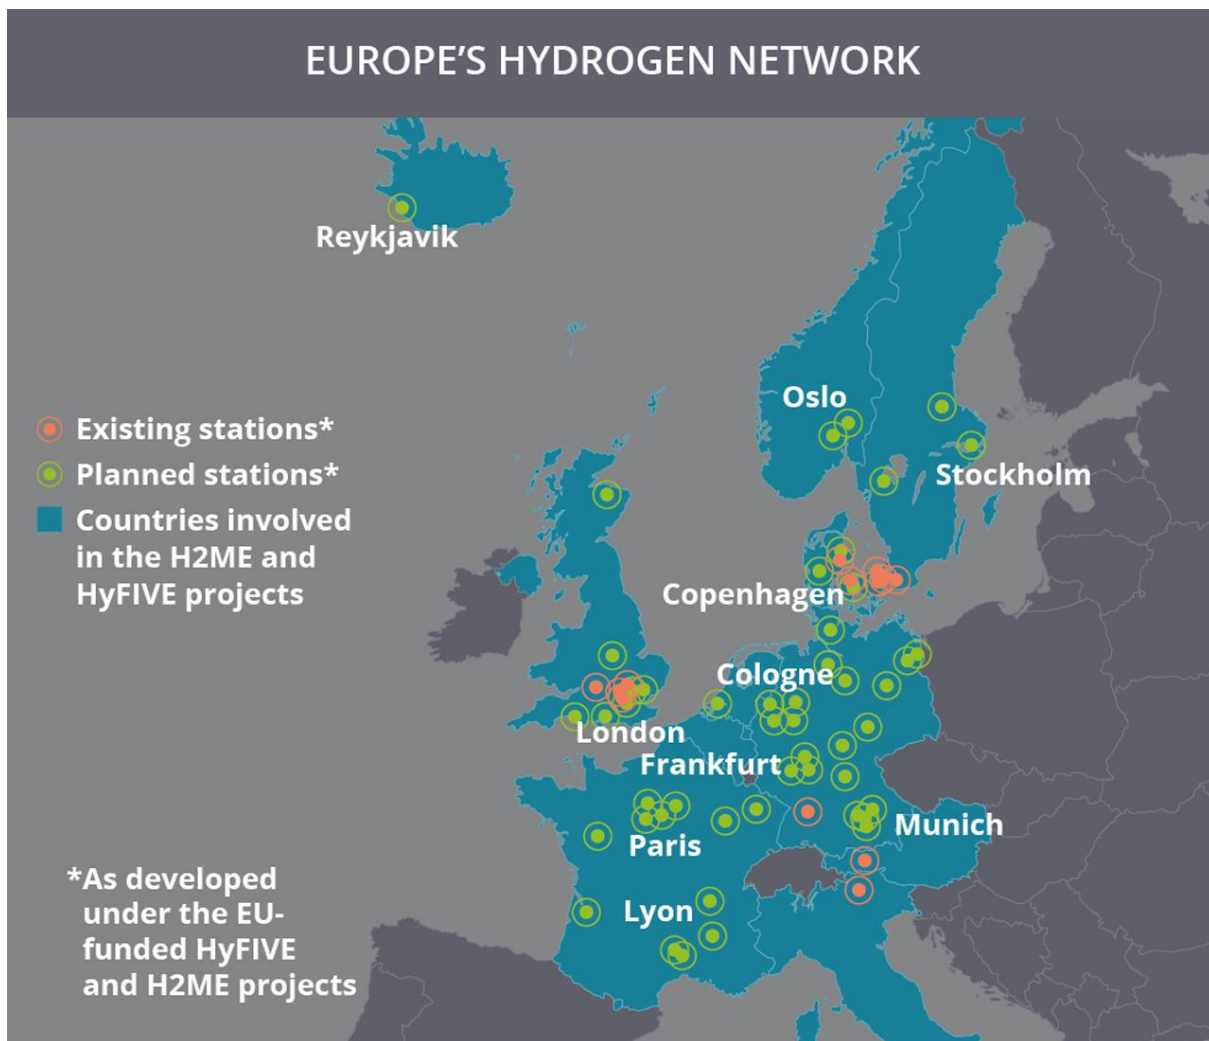 EUROPE’S HYDROGEN NETWORK
Reykjavik
Oslo
Existing stations*
Planned stations*
Stockholm
Countries involved
in the H2ME and
HyFIVE projects
Copenhagen
Cologne
London
Frankfurt
Munich
Paris
Lyon
*As developed
under the EU-
funded HyFIVE
and H2ME projects